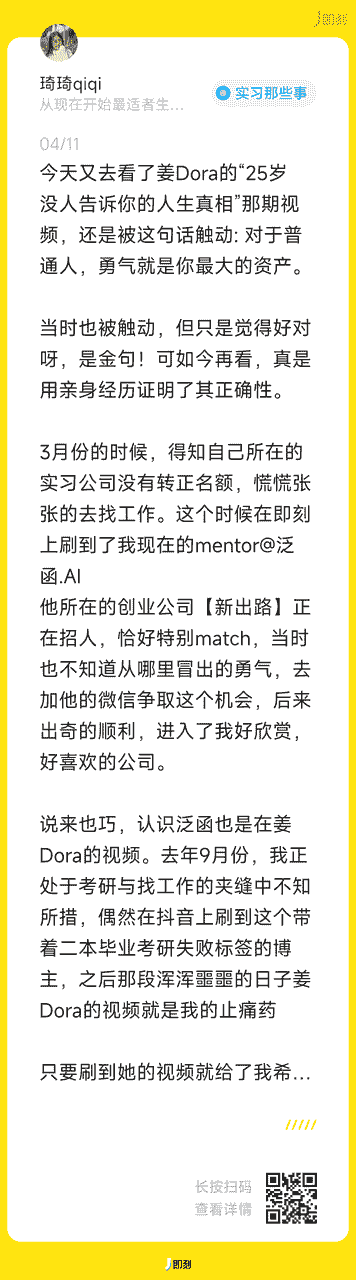 即刻
琦琦qiqi
从现在开始最适者生...
实习那些事
04/11
今天又去看了姜Dora的“25岁
没人告诉你的人生真相”那期视
频，还是被这句话触动: 对于普
通人，勇气就是你最大的资产。
当时也被触动，但只是觉得好对
呀，是金句！可如今再看，真是
用亲身经历证明了其正确性。
3月份的时候，得知自己所在的
实习公司没有转正名额，慌慌张
张的去找工作。这个时候在即刻
上刷到了我现在的mentor@泛
函.AI
他所在的创业公司【新出路】正
在招人，恰好特别match，当时
也不知道从哪里冒出的勇气，去
加他的微信争取这个机会，后来
出奇的顺利，进入了我好欣赏，
好喜欢的公司。
说来也巧，认识泛函也是在姜
Dora的视频。去年9月份，我正
处于考研与找工作的夹缝中不知
所措，偶然在抖音上刷到这个带
着二本毕业考研失败标签的博
主，之后那段浑浑噩噩的日子姜
Dora的视频就是我的止痛药
只要刷到她的视频就给了我希...
长按扫码
查看详情
即刻